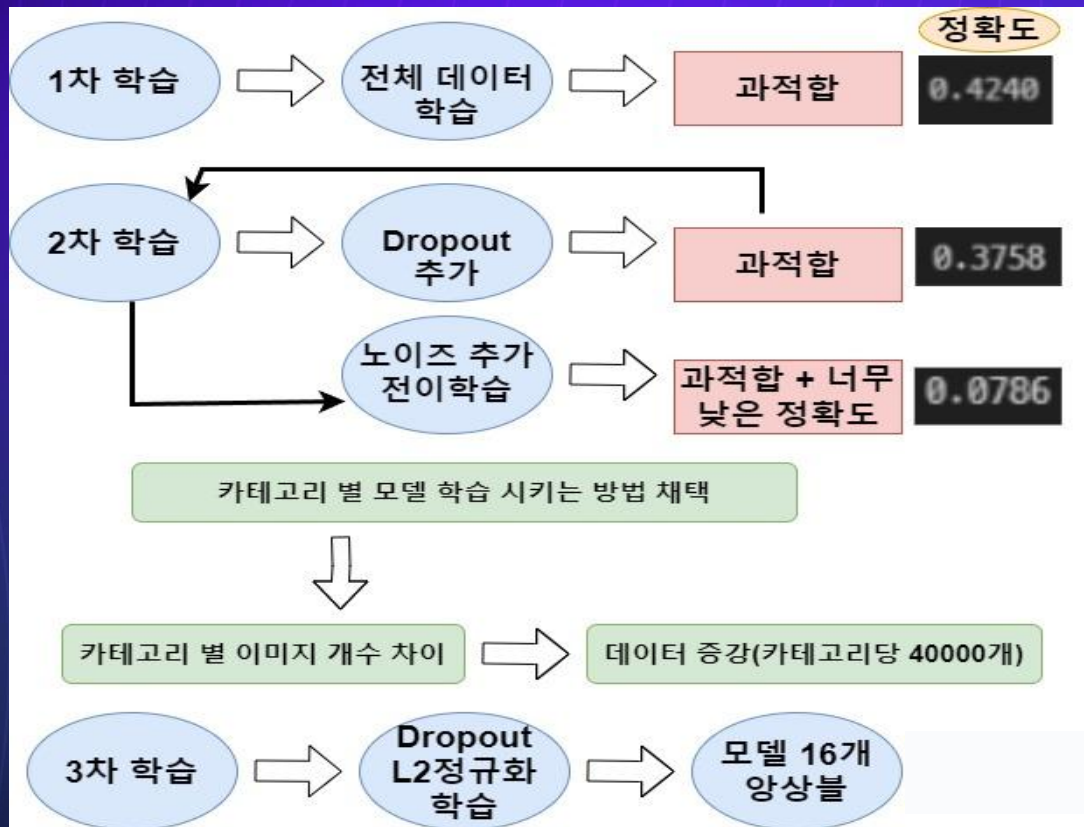 정확도
1차 학습
전체 데이터
학습
과적합
0.4240
2차 학습
Dropout
추가
과적합
0.3758
노이즈 추가
전이학습
과적합 + 너무
낮은 정확도
0.0786
카테고리 별 모델 학습 시키는 방법 채택
카테고리 별 이미지 개수 차이
데이터 증강(카테고리당 40000개)
3차 학습
Dropout
L2정규화
학습
모델 16개
앙상블